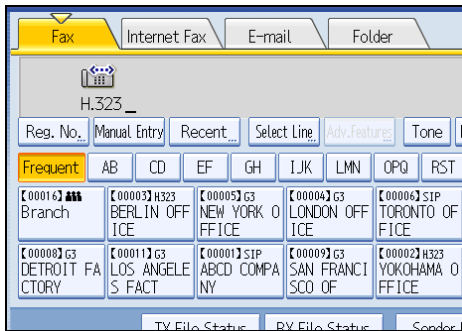 Fax Internet Fax E-mail Folder
H.323_
Reg. No. Manual Entry Recent Select Line Adv.Features Tone
Frequent AB CD EF GH IJK LMN OPQ RST
[00016] [00003]H323 [00005]G3 [00004]G3 [00006]SIP
Branch BERLIN OFF NEW YORK O LONDON OFF TORONTO OF
ICE FFICE ICE FICE
[00008]G3 [00011]G3 [00001]SIP [00009]G3 [00002]H323
DETROIT FA LOS ANGELE ABCD COMPA SAN FRANCI YOKOHAMA O
CTORY S FACT NY SCO OF FFICE
TX File Status RX File Status Sender